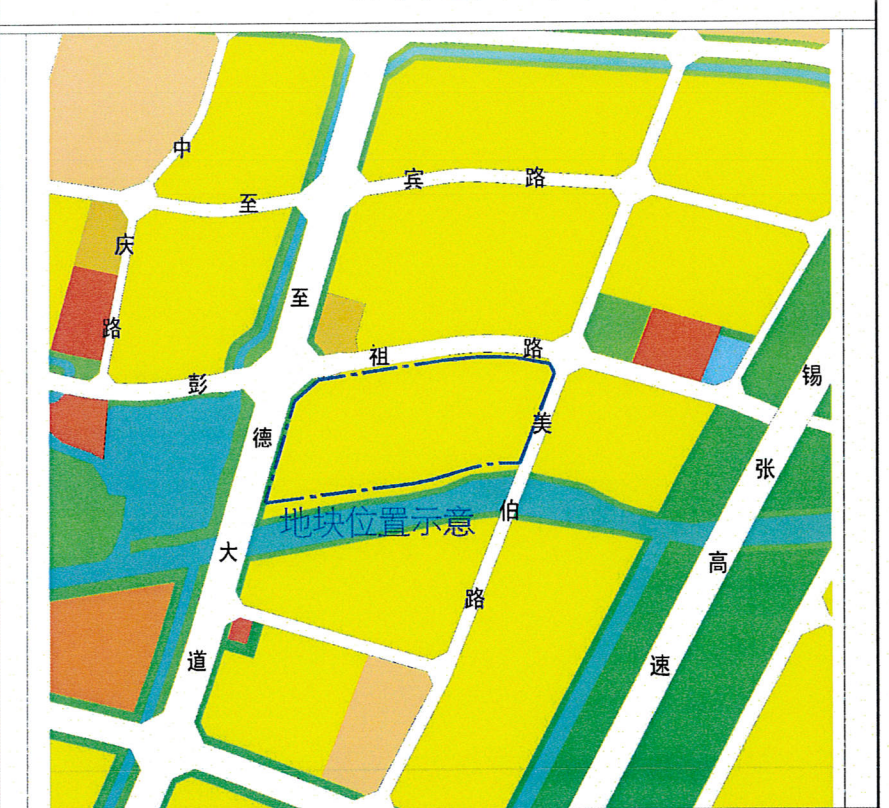 中庆路
至宾路
彭祖路
至德大道
美伯路
锡张高速
地块位置示意